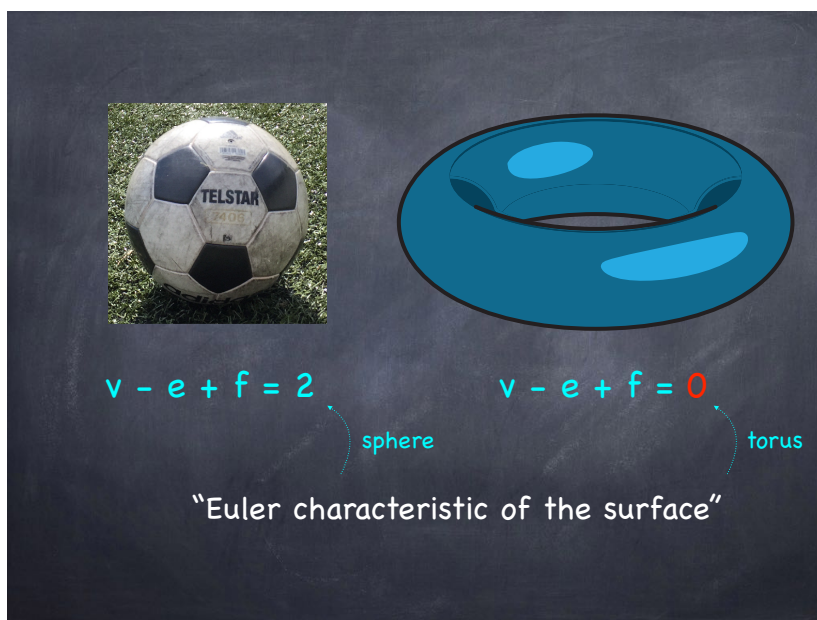 TELSTAR
v - e + f = 2
v - e + f = 0
sphere
torus
“Euler characteristic of the surface”